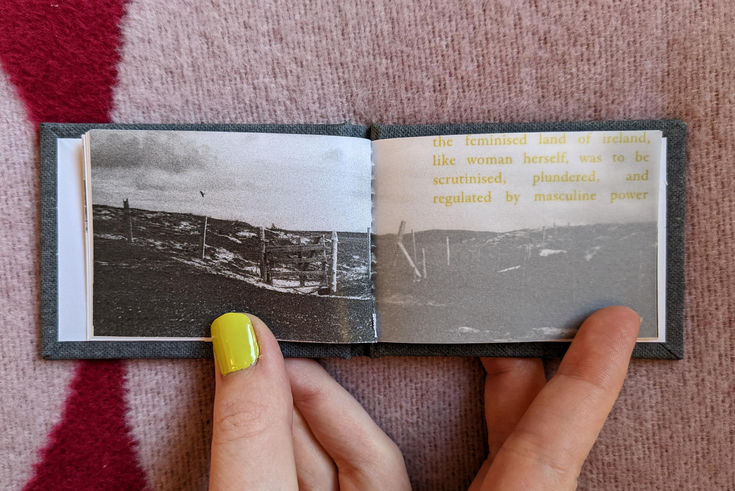 the feminised land of ireland,
like woman herself, was to be
scrutinised, plundered, and
regulated by masculine power